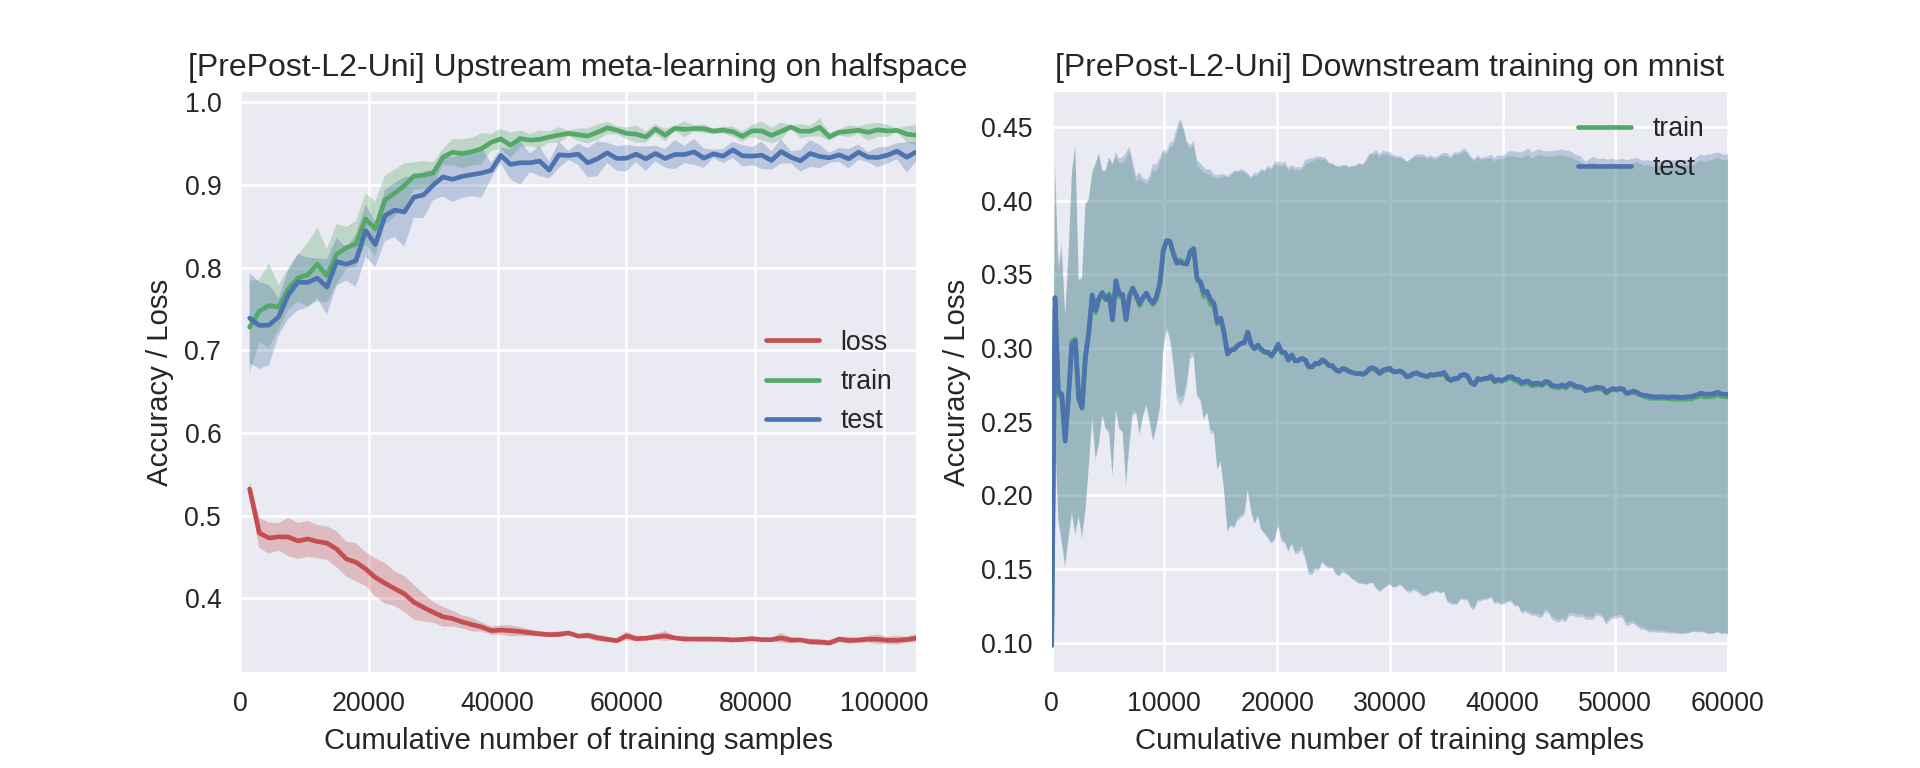 [PrePost-L2-Uni] Upstream meta-learning on halfspace
1.0
0.9
0.8
0.7
0.6
0.5
0.4
Accuracy / Loss
loss
train
test
0 20000 40000 60000 80000 100000
Cumulative number of training samples
[PrePost-L2-Uni] Downstream training on mnist
0.45
0.40
0.35
0.30
0.25
0.20
0.15
0.10
Accuracy / Loss
train
test
0 10000 20000 30000 40000 50000 60000
Cumulative number of training samples